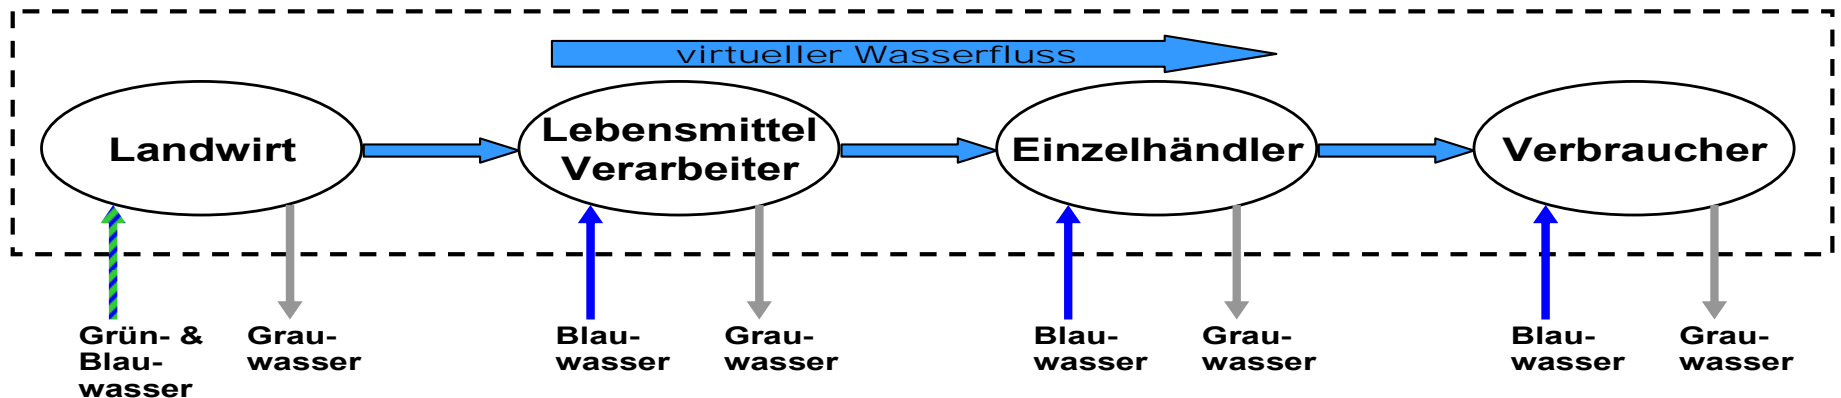 virtueller Wasserfluss
Landwirt
Lebensmittel
Verarbeiter
Einzelhändler
Verbraucher
Grün- &
Blau-
wasser
Grau-
wasser
Blau-
wasser
Grau-
wasser
Blau-
wasser
Grau-
wasser
Blau-
wasser
Grau-
wasser